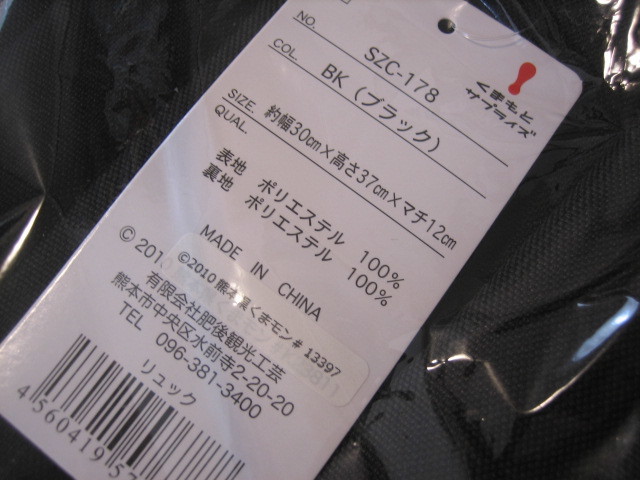 NO. SZC-178
COL. BK (ブラック)
SIZE. 約幅30cm×高さ37cm×マチ12cm
QUAL.
表地 ポリエステル 100%
裏地 ポリエステル 100%
MADE IN CHINA
©2010 熊本県くまモン# 13397
有限会社肥後観光工芸
熊本市中央区水前寺2-20-20
TEL 096-381-3400
リュック
4560419
くまもと
サプライズ